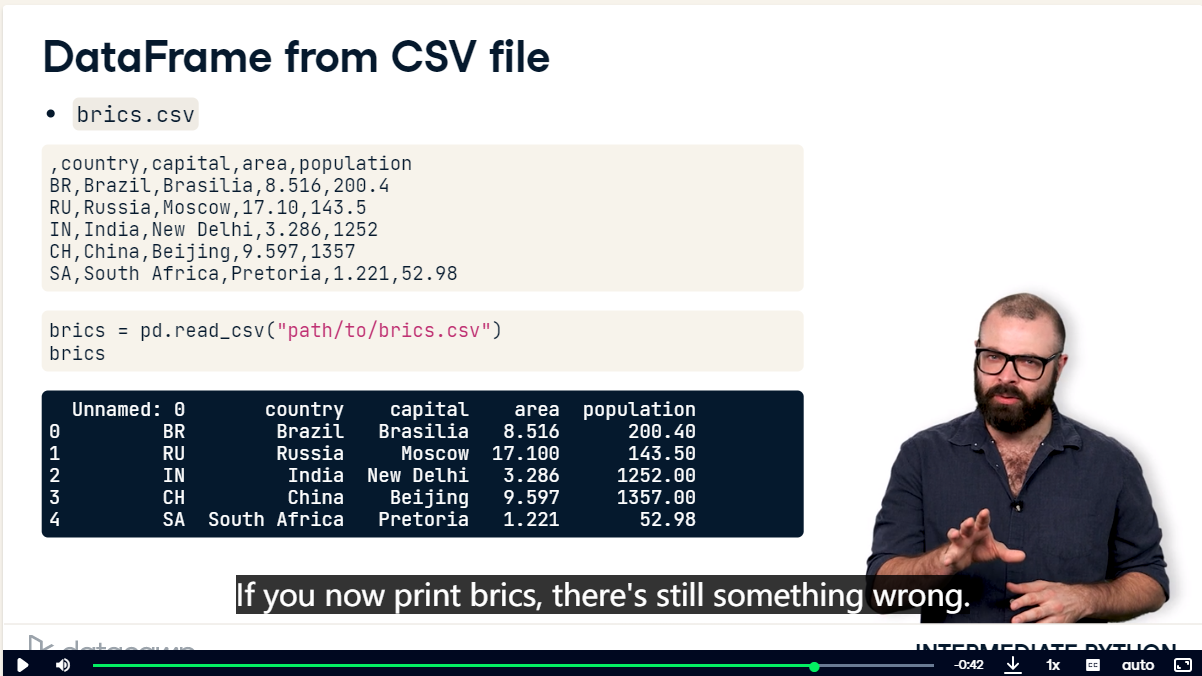 DataFrame from CSV file
• brics.csv
,country,capital,area,population
BR,Brazil,Brasilia,8.516,200.4
RU,Russia,Moscow,17.10,143.5
IN,India,New Delhi,3.286,1252
CH,China,Beijing,9.597,1357
SA,South Africa,Pretoria,1.221,52.98
brics = pd.read_csv("path/to/brics.csv")
brics
Unnamed: 0 country capital area population
0 BR Brazil Brasilia 8.516 200.40
1 RU Russia Moscow 17.100 143.50
2 IN India New Delhi 3.286 1252.00
3 CH China Beijing 9.597 1357.00
4 SA South Africa Pretoria 1.221 52.98
If you now print brics, there's still something wrong.
datacamp INTERMEDIATE PYTHON
-0:42 1x CC auto